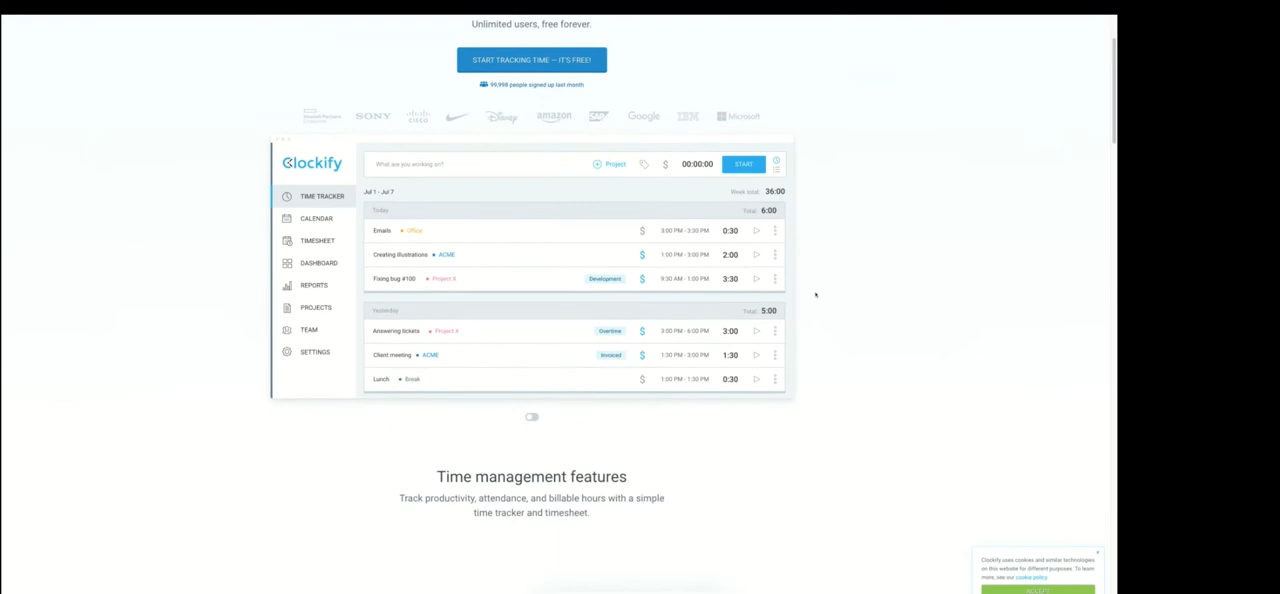 Unlimited users, free forever.
START TRACKING TIME — IT'S FREE!
99,998 people signed up last month
SONY CISCO Disney amazon SAP Google IBM Microsoft
Clockify
What are you working on? Project $ 00:00:00 START
TIME TRACKER
CALENDAR
TIMESHEET
DASHBOARD
REPORTS
PROJECTS
TEAM
SETTINGS
Jul 1 - Jul 7 Week total: 36:00
Today Total: 6:00
Emails • Office $ 3:00 PM - 3:30 PM 0:30
Creating illustrations • ACME $ 1:00 PM - 3:00 PM 2:00
Fixing bug #100 • Project X Development $ 9:30 AM - 1:00 PM 3:30
Yesterday Total: 5:00
Answering tickets • Project X Overtime $ 3:00 PM - 6:00 PM 3:00
Client meeting • ACME Invoiced $ 1:30 PM - 3:00 PM 1:30
Lunch • Break $ 1:00 PM - 1:30 PM 0:30
Time management features
Track productivity, attendance, and billable hours with a simple
time tracker and timesheet.
Clockify uses cookies and similar technologies
on this website for different purposes. To learn
more, see our cookie policy.
ACCEPT